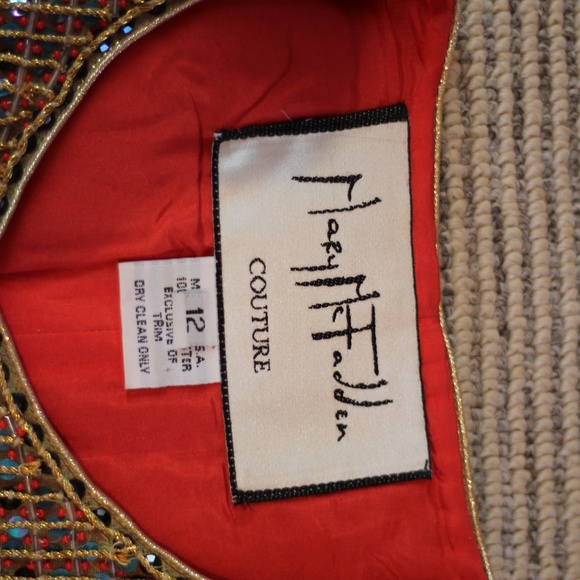 Mary McFadden
COUTURE
12
EXCLUSIVE OF
TRIM
DRY CLEAN ONLY